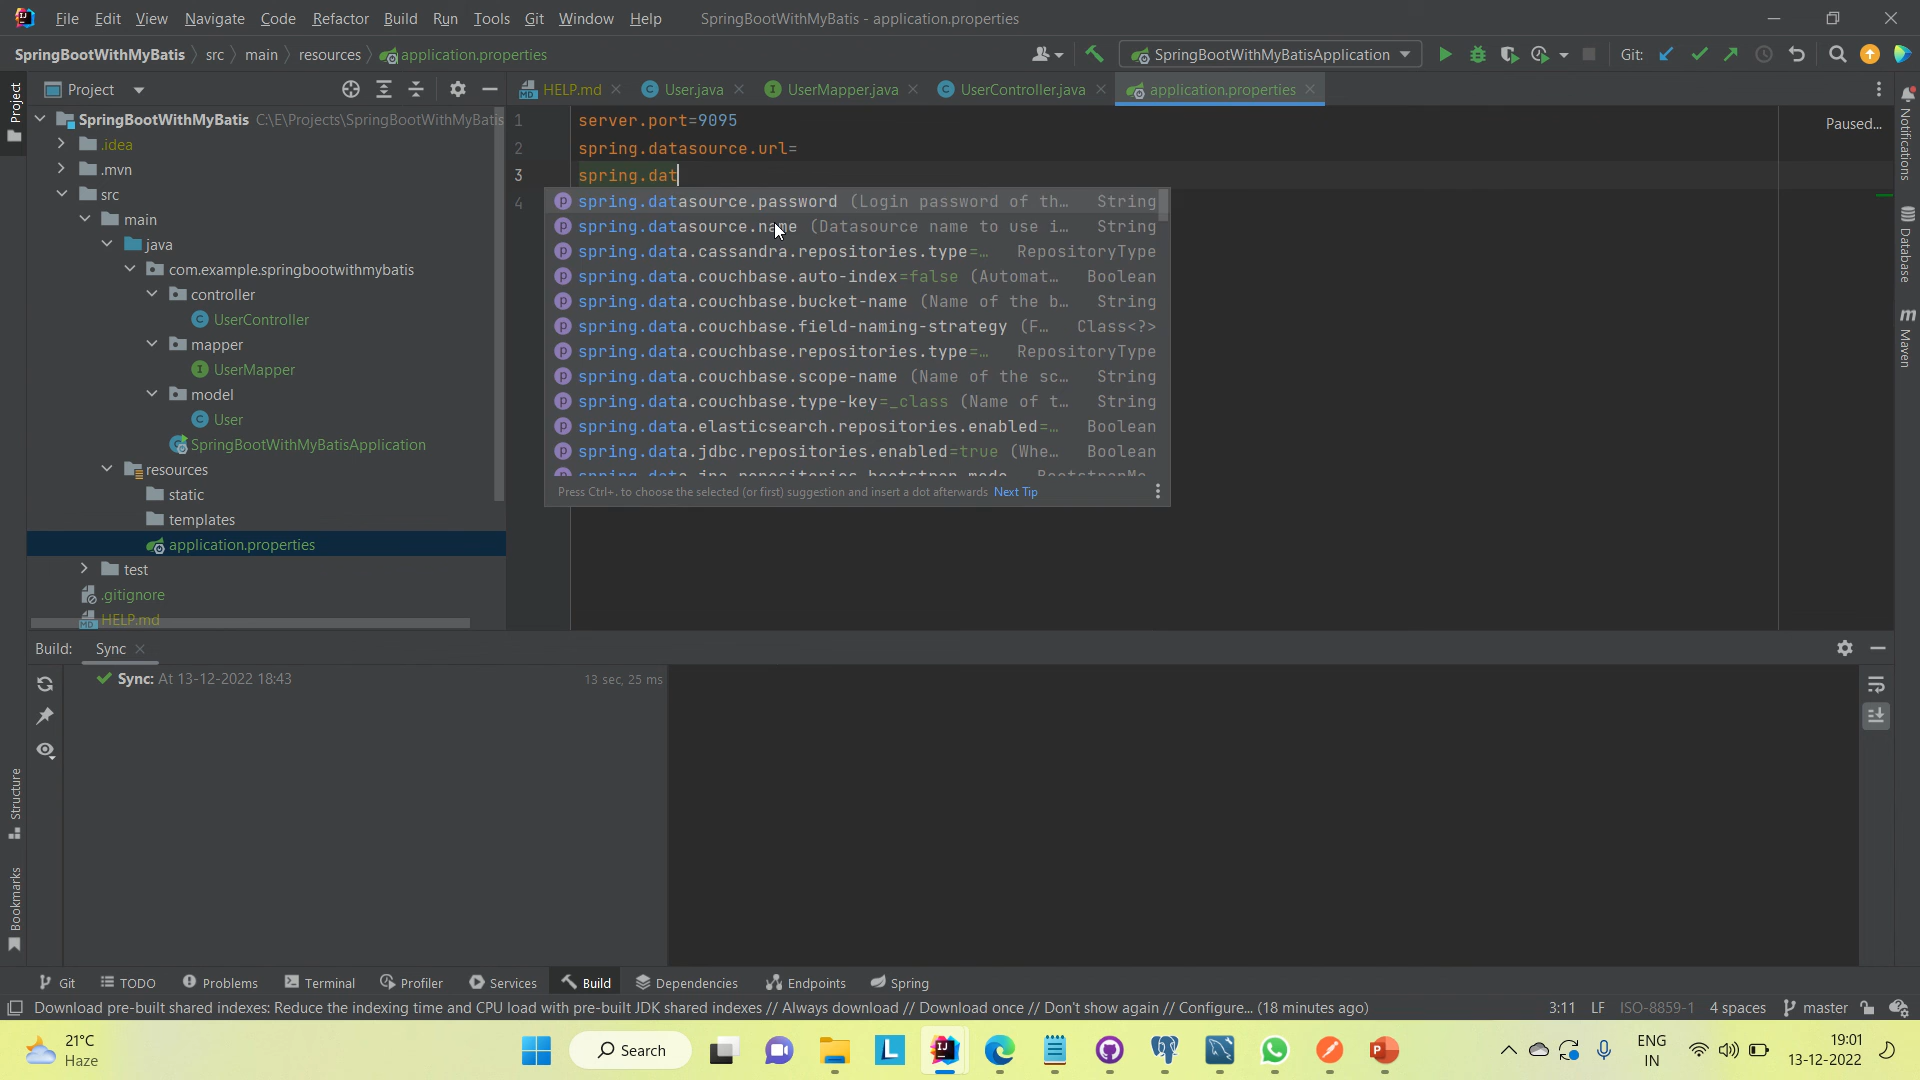 File Edit View Navigate Code Refactor Build Run Tools Git Window Help SpringBootWithMyBatis - application.properties
SpringBootWithMyBatis src main resources application.properties SpringBootWithMyBatisApplication Git:
Project HELP.md User.java UserMapper.java UserController.java application.properties
Project
SpringBootWithMyBatis C:\E\Projects\SpringBootWithMyBatis
.idea
.mvn
src
main
java
com.example.springbootwithmybatis
controller
UserController
mapper
UserMapper
model
User
SpringBootWithMyBatisApplication
resources
static
templates
application.properties
test
.gitignore
HELP.md
1 server.port=9095
2 spring.datasource.url=
3 spring.dat
4
Paused...
spring.datasource.password (Login password of th... String
spring.datasource.name (Datasource name to use i... String
spring.data.cassandra.repositories.type=... RepositoryType
spring.data.couchbase.auto-index=false (Automat... Boolean
spring.data.couchbase.bucket-name (Name of the b... String
spring.data.couchbase.field-naming-strategy (F... Class<?>
spring.data.couchbase.repositories.type=... RepositoryType
spring.data.couchbase.scope-name (Name of the sc... String
spring.data.couchbase.type-key=_class (Name of t... String
spring.data.elasticsearch.repositories.enabled=... Boolean
spring.data.jdbc.repositories.enabled=true (Whe... Boolean
Press Ctrl+. to choose the selected (or first) suggestion and insert a dot afterwards Next Tip
Notifications
Database
Maven
Build: Sync
Sync: At 13-12-2022 18:43 13 sec, 25 ms
Structure
Bookmarks
Git TODO Problems Terminal Profiler Services Build Dependencies Endpoints Spring
Download pre-built shared indexes: Reduce the indexing time and CPU load with pre-built JDK shared indexes // Always download // Download once // Don't show again // Configure... (18 minutes ago) 3:11 LF ISO-8859-1 4 spaces master
21°C
Haze
Search
ENG
IN
19:01
13-12-2022